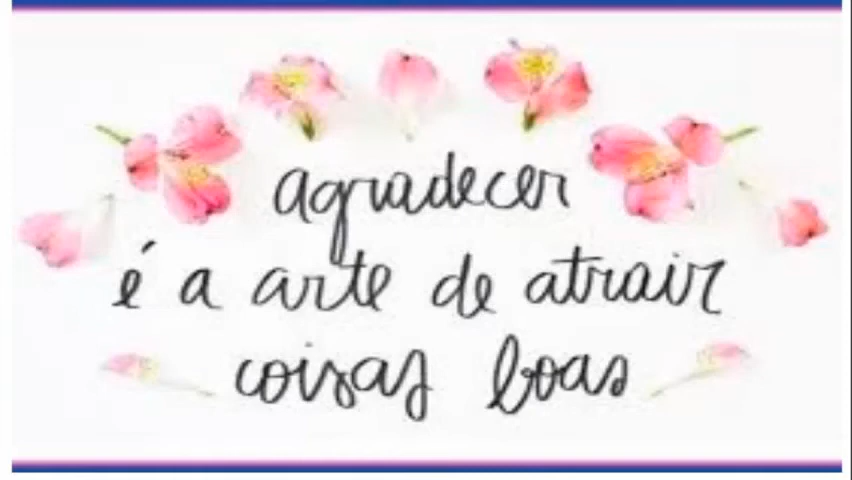 agradecer
é a arte de atrair
coisas boas